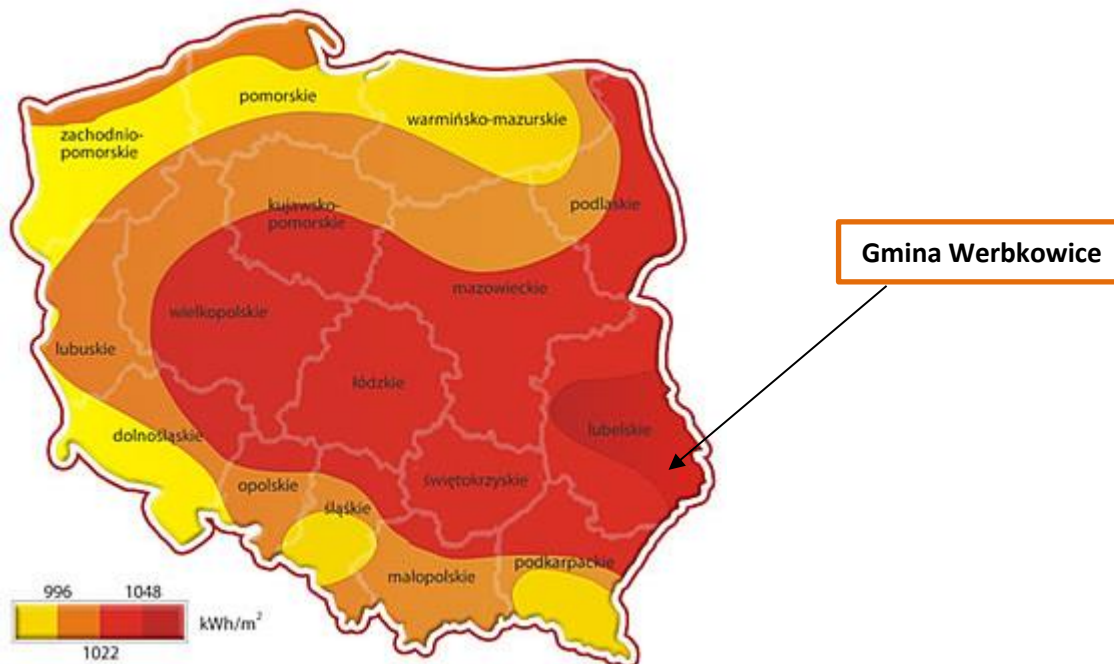 pomorskie
warmińsko-mazurskie
zachodnio-
pomorskie
podlaskie
kujawsko-
pomorskie
Gmina Werbkowice
mazowieckie
wielkopolskie
lubuskie
łódzkie
lubelskie
dolnośląskie
świętokrzyskie
opolskie
śląskie
podkarpackie
małopolskie
996 1048
kWh/m²
1022